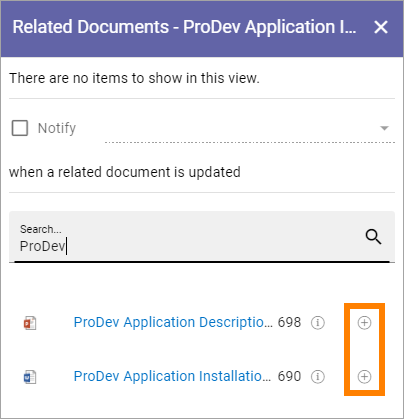 Related Documents - ProDev Application I...
There are no items to show in this view.
Notify
when a related document is updated
Search...
ProDev
ProDev Application Descriptio... 698
ProDev Application Installatio... 690